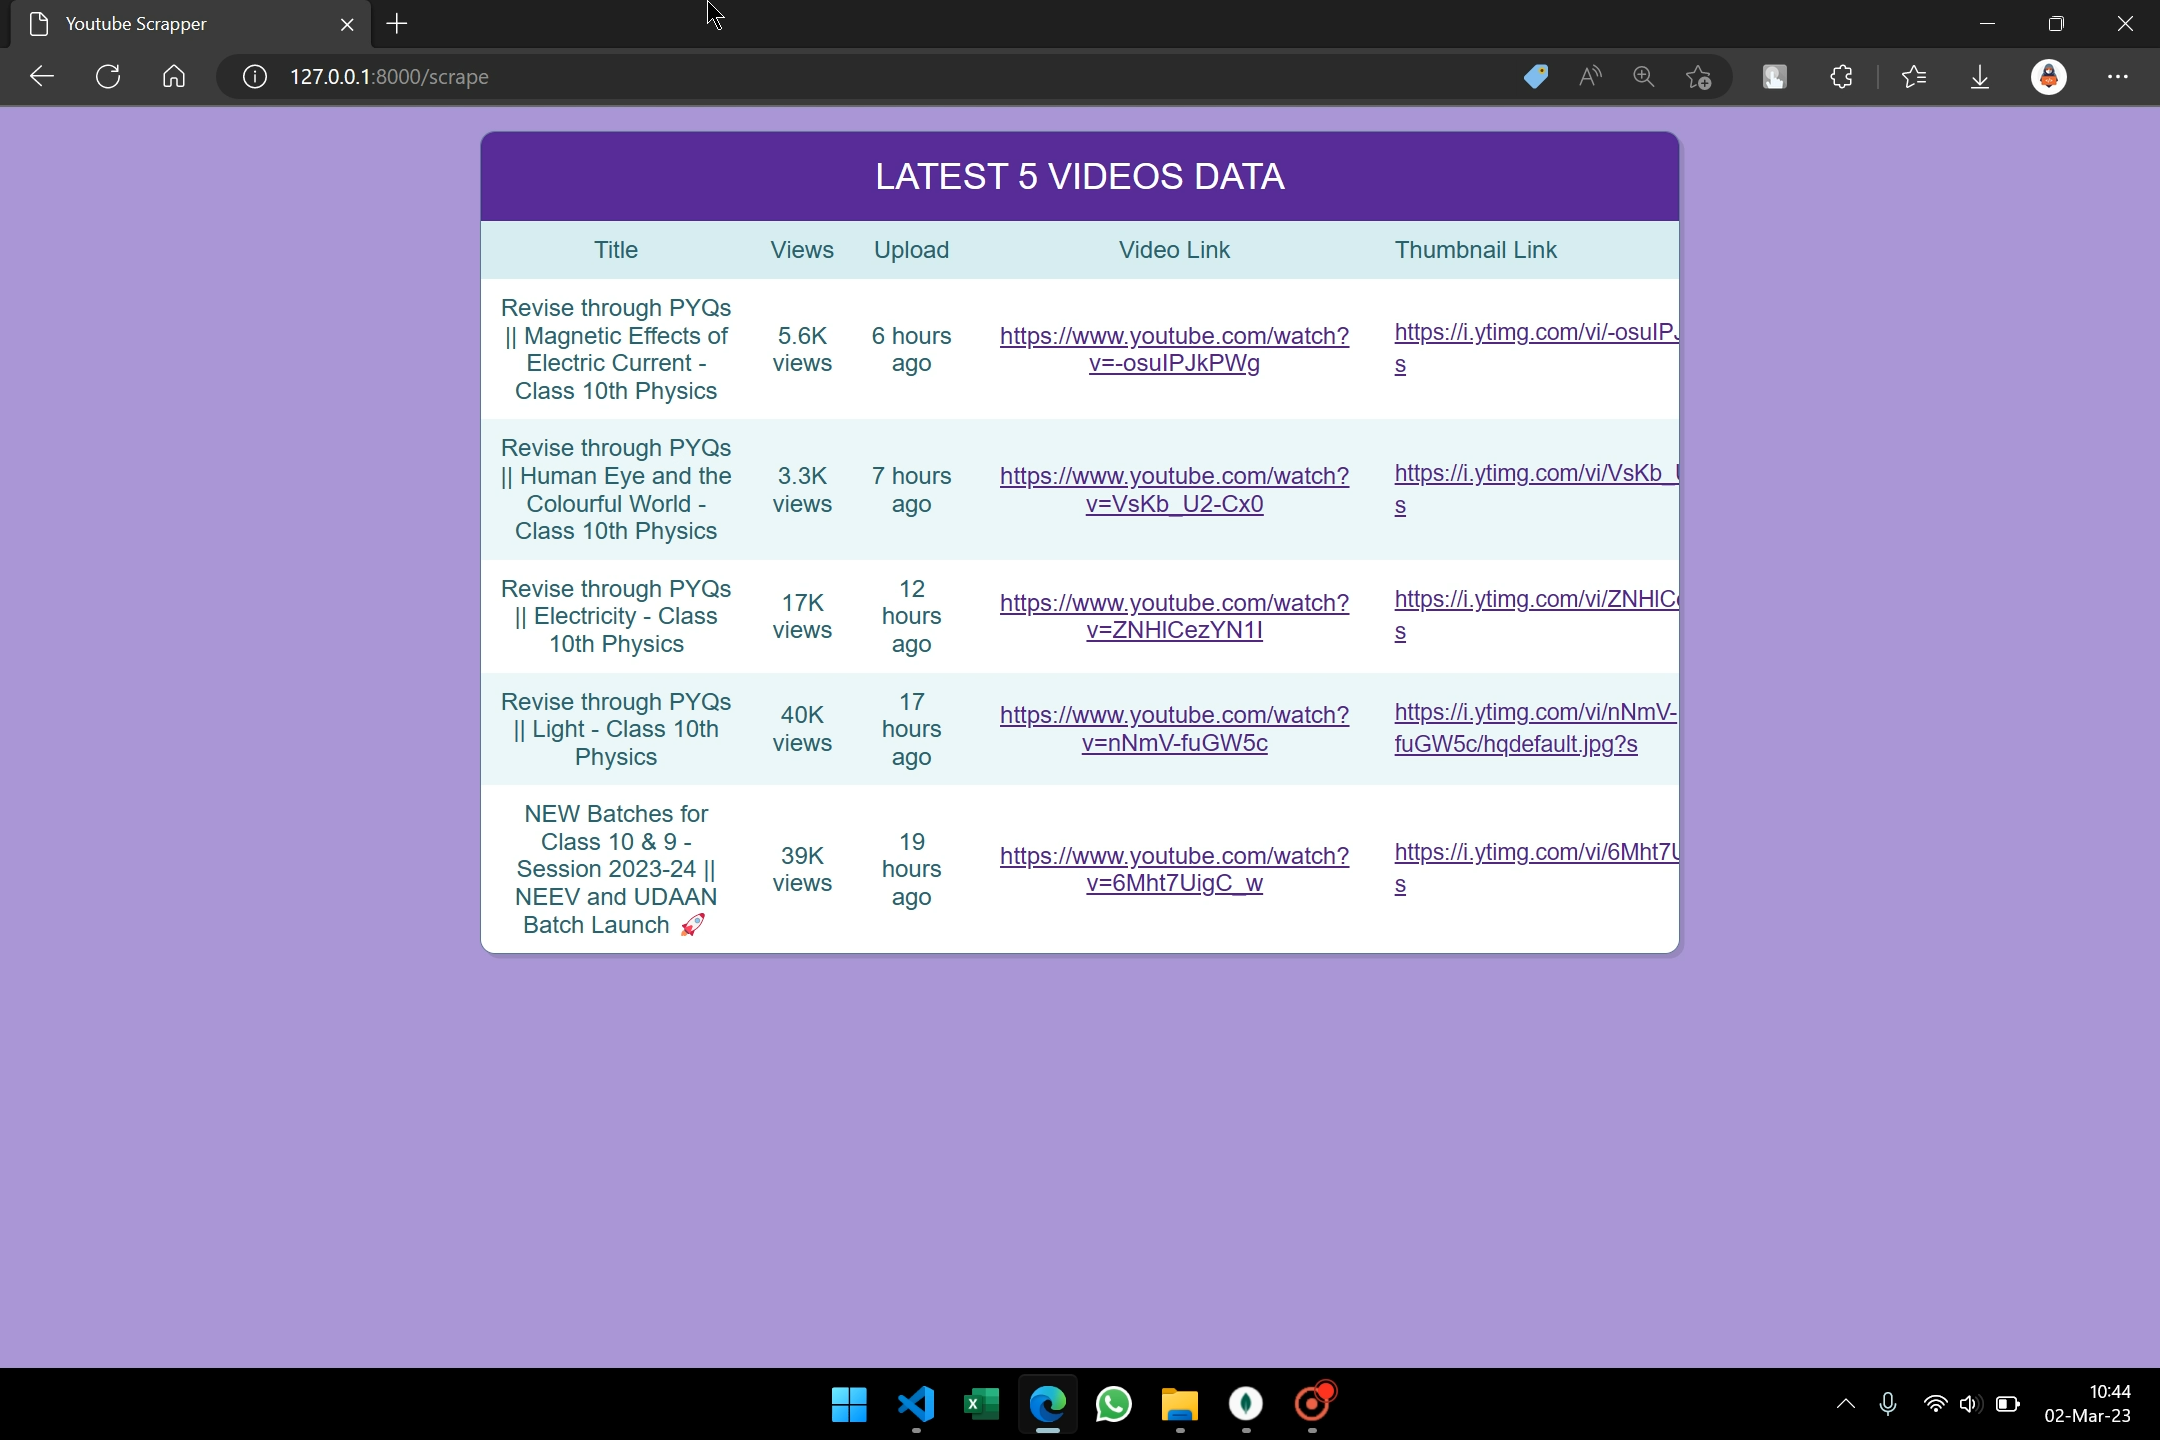 Youtube Scrapper
127.0.0.1:8000/scrape
LATEST 5 VIDEOS DATA
Title Views Upload Video Link Thumbnail Link
Revise through PYQs
|| Magnetic Effects of
Electric Current -
Class 10th Physics
5.6K
views
6 hours
ago
https://www.youtube.com/watch?
v=-osuIPJkPWg
https://i.ytimg.com/vi/-osuIPJ
s
Revise through PYQs
|| Human Eye and the
Colourful World -
Class 10th Physics
3.3K
views
7 hours
ago
https://www.youtube.com/watch?
v=VsKb_U2-Cx0
https://i.ytimg.com/vi/VsKb_U
s
Revise through PYQs
|| Electricity - Class
10th Physics
17K
views
12
hours
ago
https://www.youtube.com/watch?
v=ZNHlCezYN1I
https://i.ytimg.com/vi/ZNHlCe
s
Revise through PYQs
|| Light - Class 10th
Physics
40K
views
17
hours
ago
https://www.youtube.com/watch?
v=nNmV-fuGW5c
https://i.ytimg.com/vi/nNmV-
fuGW5c/hqdefault.jpg?s
NEW Batches for
Class 10 & 9 -
Session 2023-24 ||
NEEV and UDAAN
Batch Launch 🚀
39K
views
19
hours
ago
https://www.youtube.com/watch?
v=6Mht7UigC_w
https://i.ytimg.com/vi/6Mht7U
s
10:44
02-Mar-23